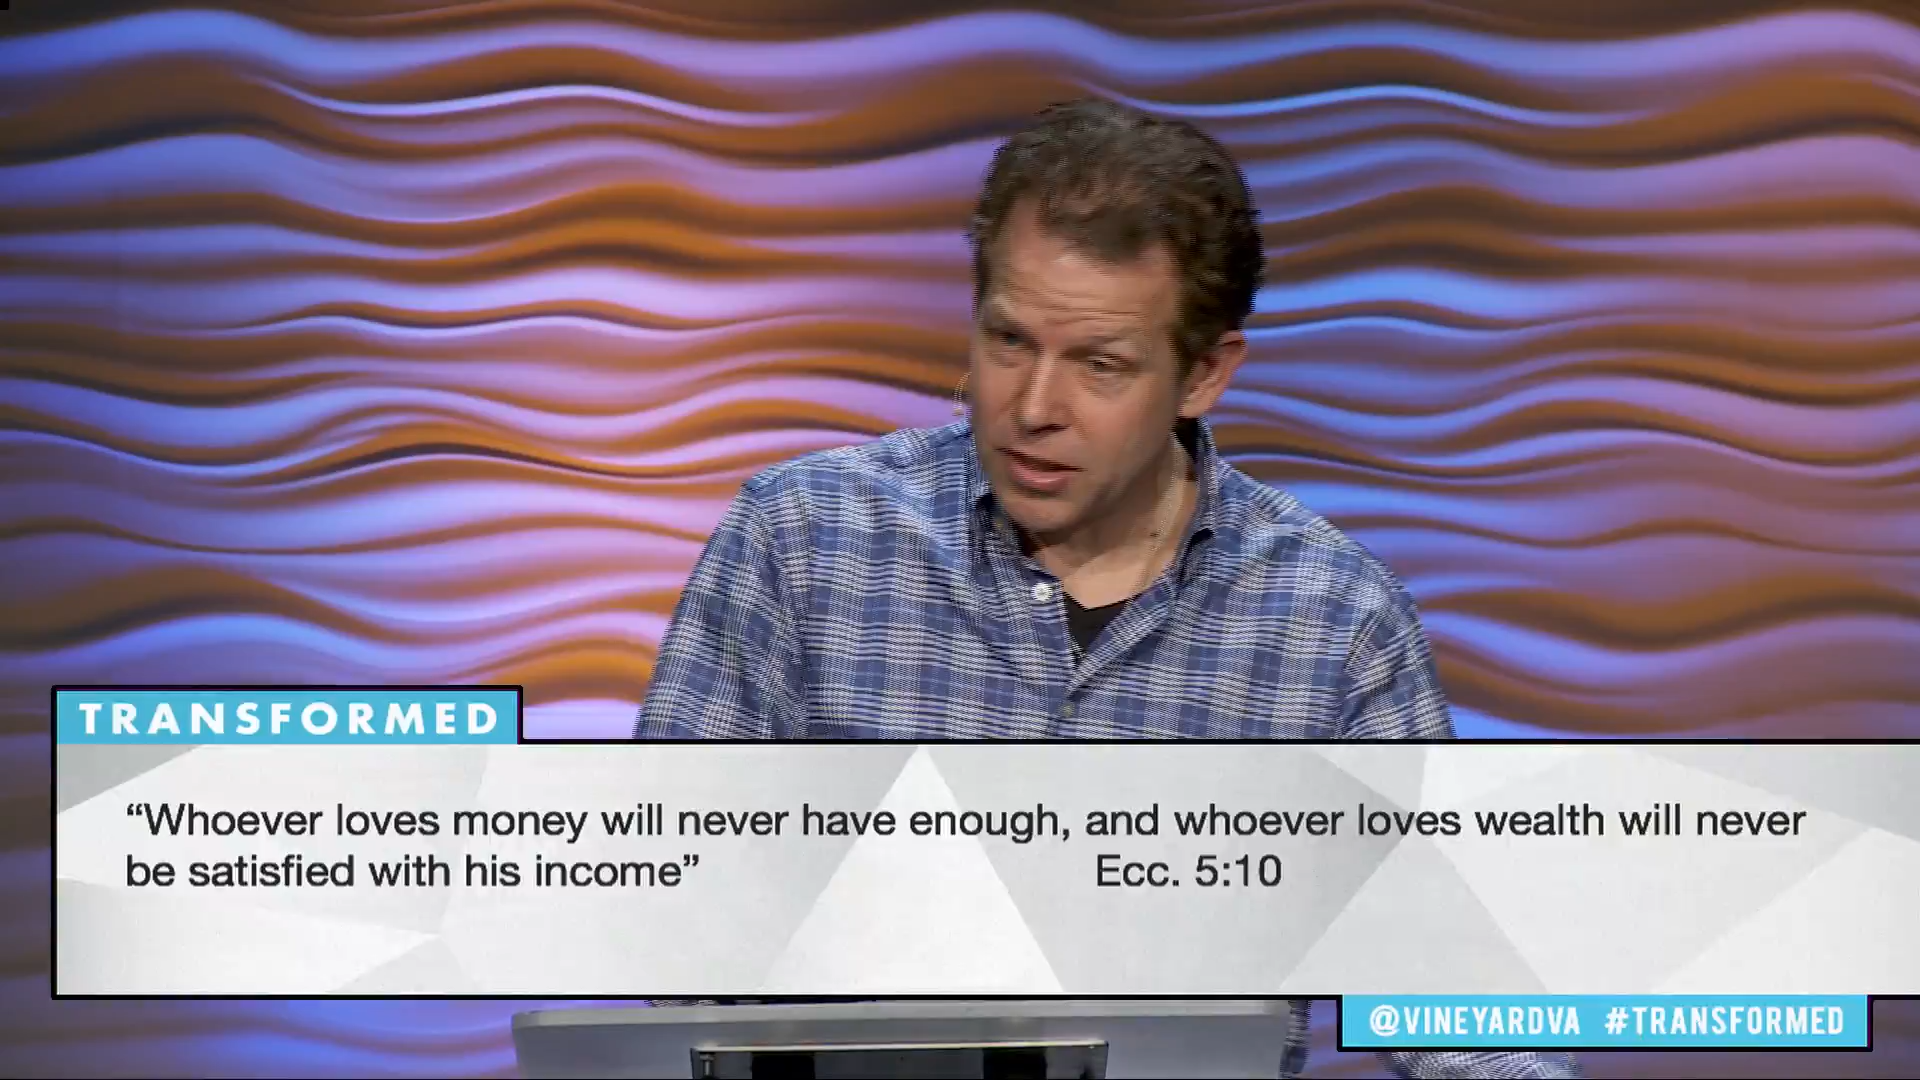 TRANSFORMED
“Whoever loves money will never have enough, and whoever loves wealth will never
be satisfied with his income” Ecc. 5:10
@VINEYARDVA #TRANSFORMED